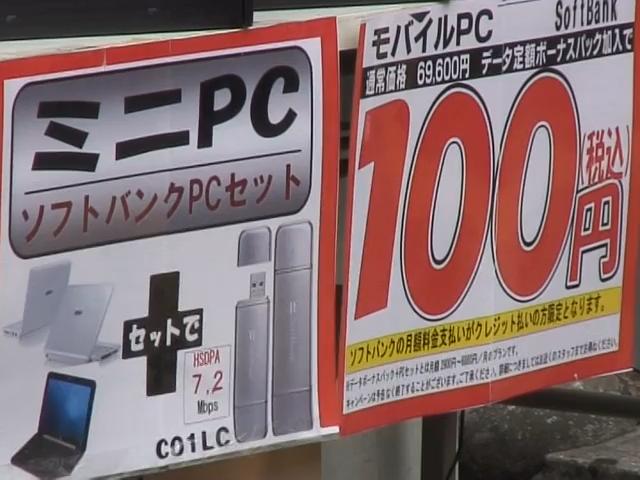 ミニPC
ソフトバンクPCセット
セットで
HSDPA
7.2
Mbps
C01LC
モバイルPC
SoftBank
通常価格 69,600円 データ定額ボーナスパック加入で
100円
(税込)
ソフトバンクの月額料金支払いがクレジット払いの方限定となります。